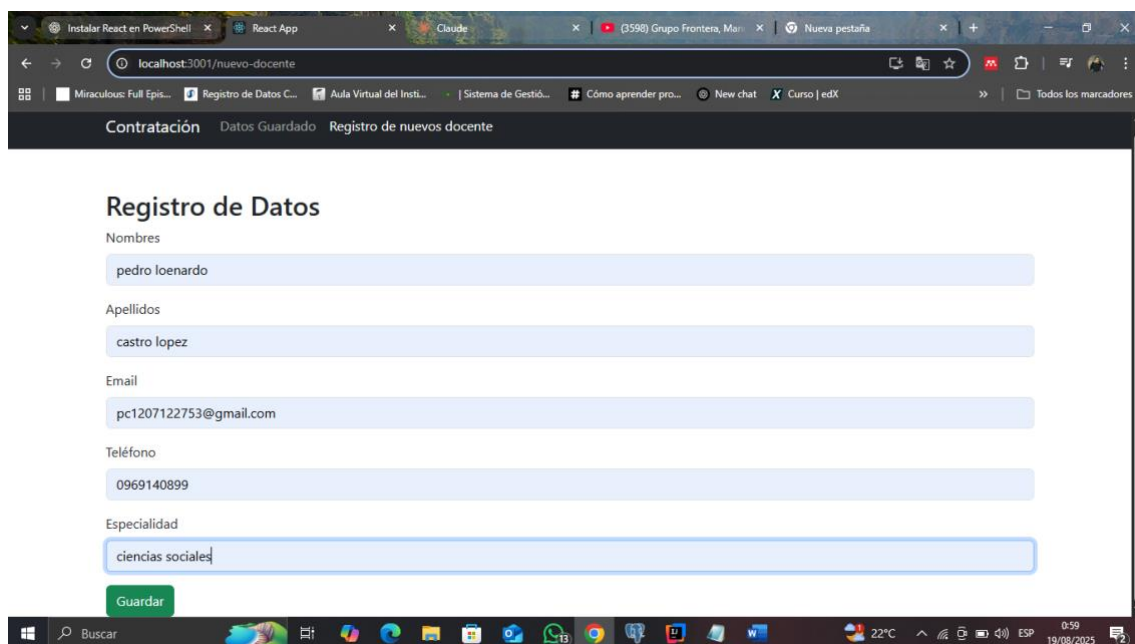 Instalar React en PowerShell
React App
Claude
(3598) Grupo Frontera, Mar
Nueva pestaña
localhost:3001/nuevo-docente
Miraculous: Full Epis...
Registro de Datos C...
Aula Virtual del Insti...
| Sistema de Gestió...
Cómo aprender pro...
New chat
Curso | edX
»
Todos los marcadores
Contratación Datos Guardado Registro de nuevos docente
Registro de Datos
Nombres
pedro loenardo
Apellidos
castro lopez
Email
pc1207122753@gmail.com
Teléfono
0969140899
Especialidad
ciencias sociales
Guardar
Buscar
22°C
ESP
0:59
19/08/2025